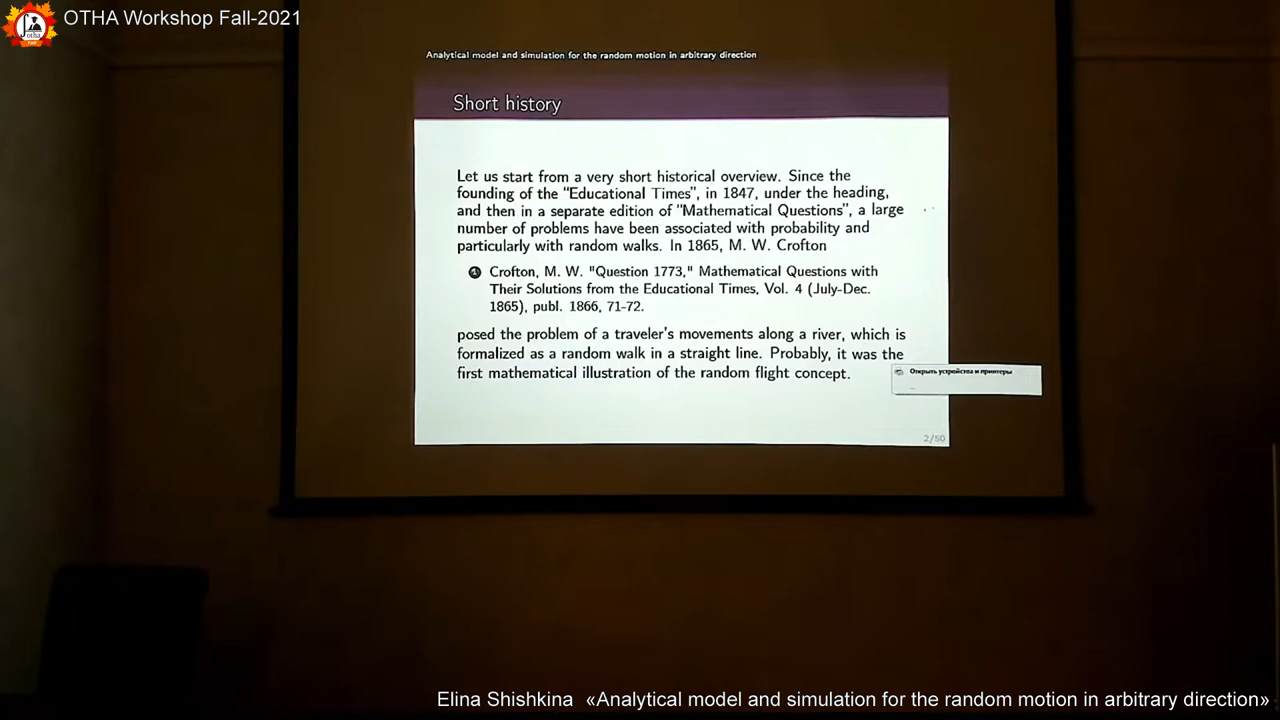 OTHA Workshop Fall-2021
Analytical model and simulation for the random motion in arbitrary direction
Short history
Let us start from a very short historical overview. Since the
founding of the "Educational Times", in 1847, under the heading,
and then in a separate edition of "Mathematical Questions", a large
number of problems have been associated with probability and
particularly with random walks. In 1865, M. W. Crofton
Crofton, M. W. "Question 1773," Mathematical Questions with
Their Solutions from the Educational Times, Vol. 4 (July-Dec.
1865), publ. 1866, 71-72.
posed the problem of a traveler's movements along a river, which is
formalized as a random walk in a straight line. Probably, it was the
first mathematical illustration of the random flight concept.
Открыть устройства и принтеры
2/50
Elina Shishkina «Analytical model and simulation for the random motion in arbitrary direction»